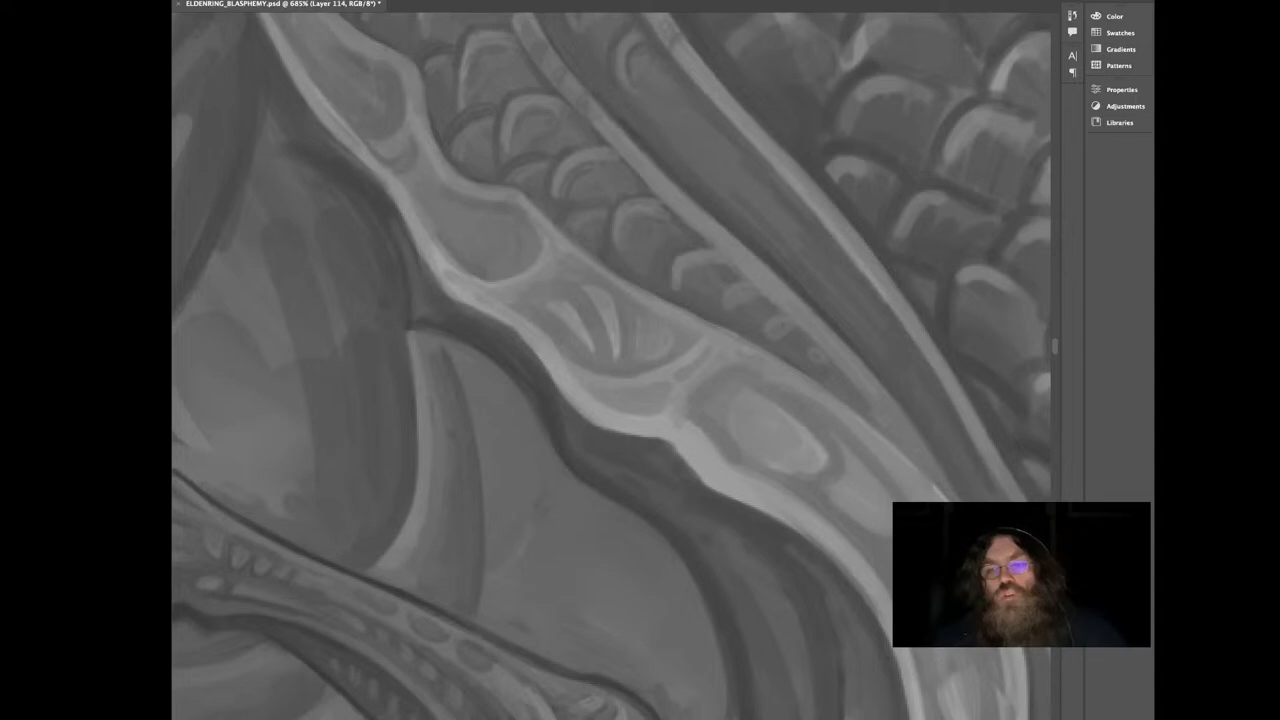 × ELDENRING_BLASPHEMY.psd @ 685% (Layer 114, RGB/8*) *
Color
Swatches
Gradients
Patterns
Properties
Adjustments
Libraries